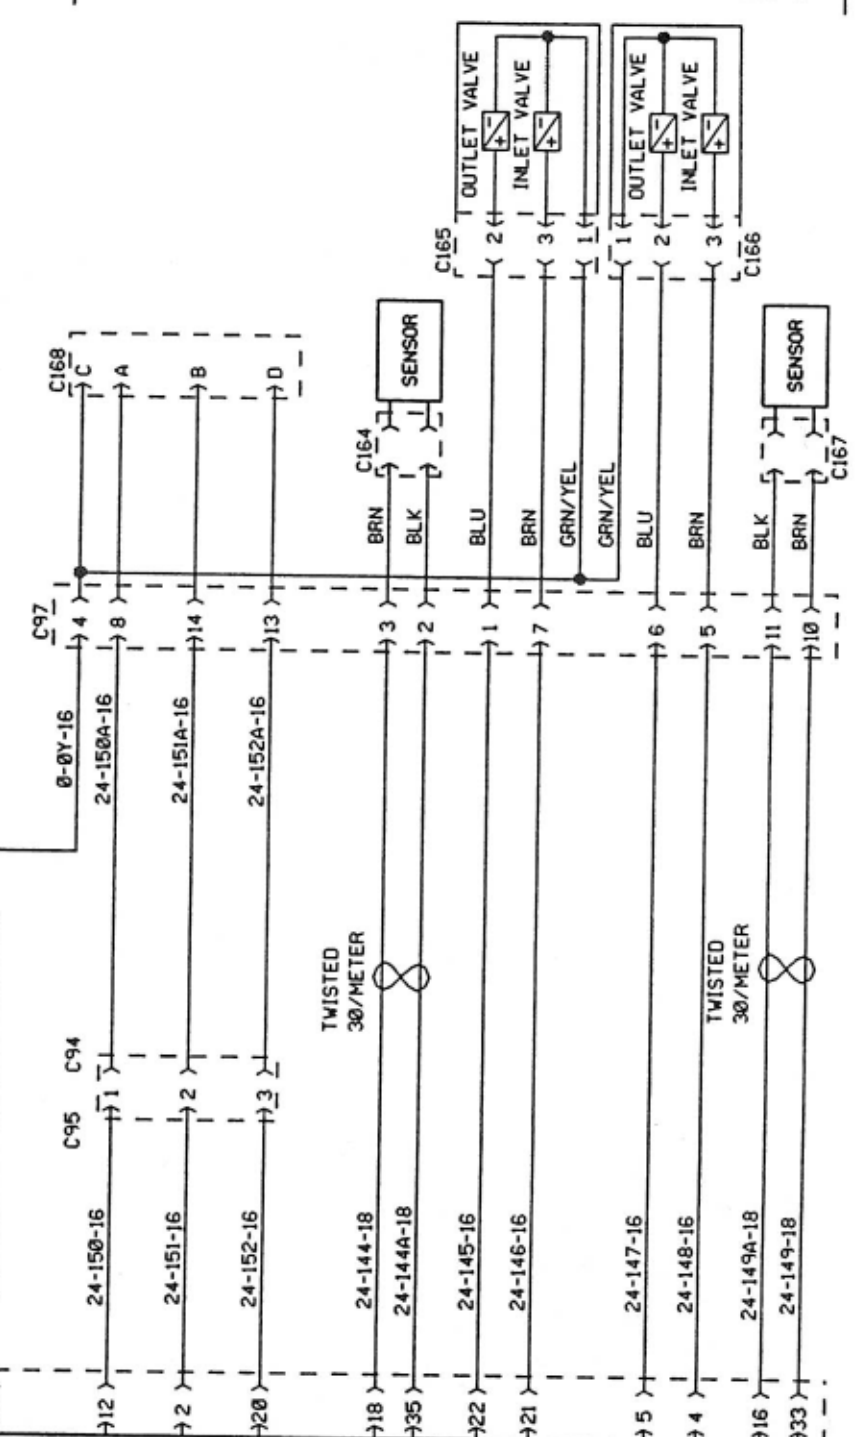 OUTLET VALVE
INLET VALVE
OUTLET VALVE
INLET VALVE
- +
- +
- +
- +
C165
2
3
1
1
2
3
C166
C168
C
A
B
D
SENSOR
SENSOR
C164
C167
BRN
BLK
BLU
BRN
GRN/YEL
GRN/YEL
BLU
BRN
BLK
BRN
C97
4
8
14
13
3
2
1
7
6
5
11
10
0-0Y-16
24-150A-16
24-151A-16
24-152A-16
TWISTED
30/METER
TWISTED
30/METER
C94
1
2
3
C95
24-150-16
24-151-16
24-152-16
24-144-18
24-144A-18
24-145-16
24-146-16
24-147-16
24-148-16
24-149A-18
24-149-18
12
2
20
18
35
22
21
5
4
16
33